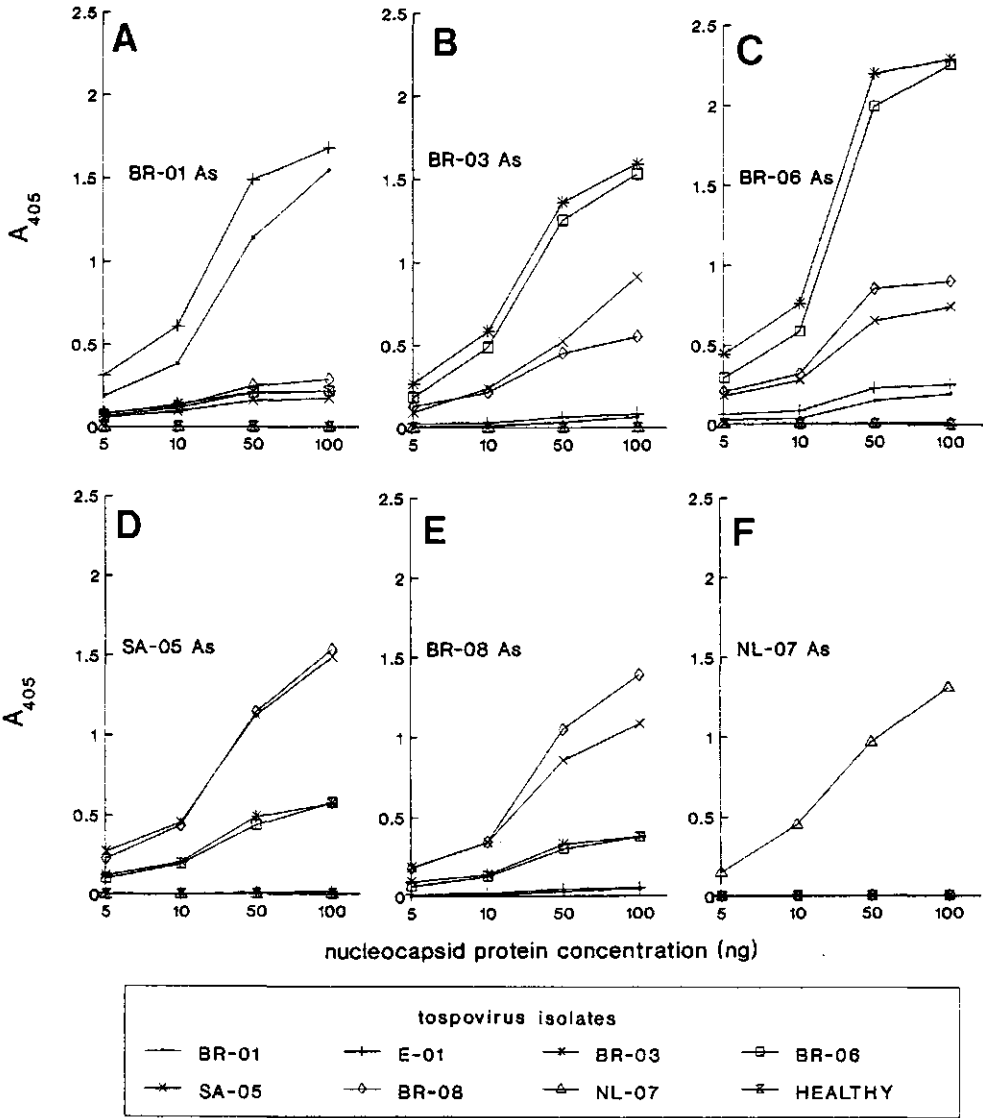 A
B
C
2.5
2
1.5
1
0.5
0
BR-01 As
BR-03 As
BR-06 As
A405
5 10 50 100
5 10 50 100
5 10 50 100
2.5
2
1.5
1
0.5
0
2.5
2
1.5
1
0.5
0
D
E
F
2.5
2
1.5
1
0.5
0
SA-05 As
BR-08 As
NL-07 As
A405
5 10 50 100
5 10 50 100
5 10 50 100
2.5
2
1.5
1
0.5
0
2.5
2
1.5
1
0.5
0
nucleocapsid protein concentration (ng)
tospovirus isolates
BR-01 E-01 BR-03 BR-06
SA-05 BR-08 NL-07 HEALTHY